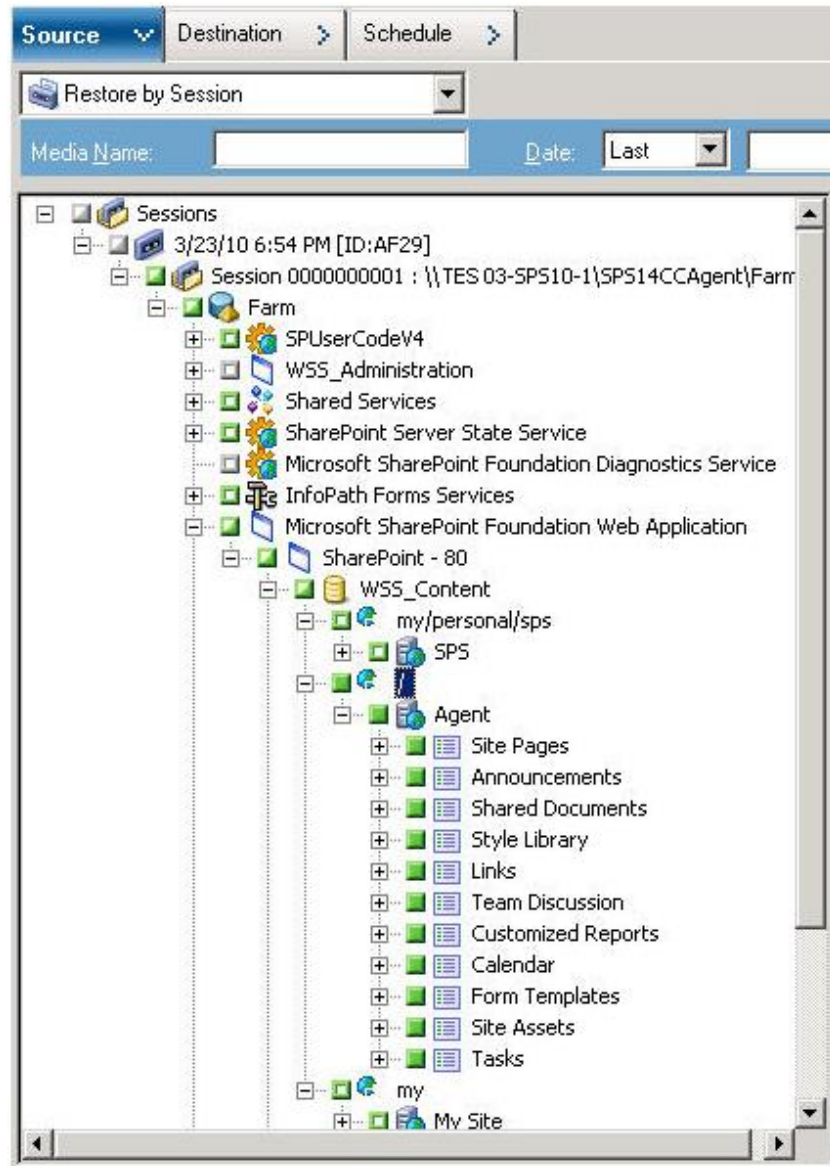 Source Destination Schedule
Restore by Session
Media Name: Date: Last
Sessions
3/23/10 6:54 PM [ID:AF29]
Session 0000000001 : \\TES 03-SPS10-1\SPS14CCAgent\Farm
Farm
SPUserCodeV4
WSS_Administration
Shared Services
SharePoint Server State Service
Microsoft SharePoint Foundation Diagnostics Service
InfoPath Forms Services
Microsoft SharePoint Foundation Web Application
SharePoint - 80
WSS_Content
my/personal/sps
SPS
/
Agent
Site Pages
Announcements
Shared Documents
Style Library
Links
Team Discussion
Customized Reports
Calendar
Form Templates
Site Assets
Tasks
my
My Site